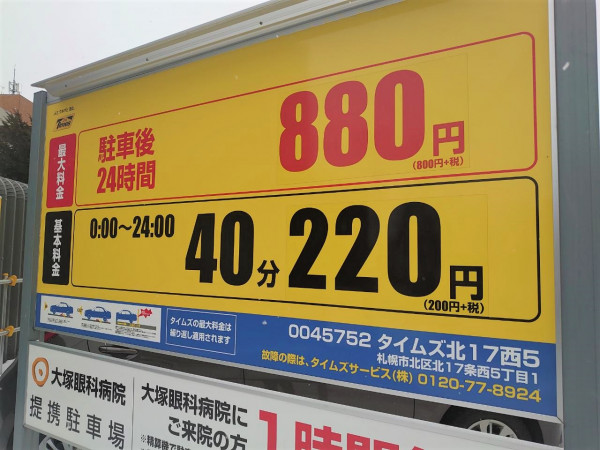 Times
最大料金
駐車後
24時間
880円
(800円+税)
基本料金
0:00～24:00
40分 220円
(200円+税)
タイムズの最大料金は
繰り返し適用されます
0045752 タイムズ北17西5
札幌市北区北17条西5丁目1
故障の際は、タイムズサービス(株) 0120-77-8924
大塚眼科病院
提携駐車場
大塚眼科病院に
ご来院の方
※精算機で駐
1時間